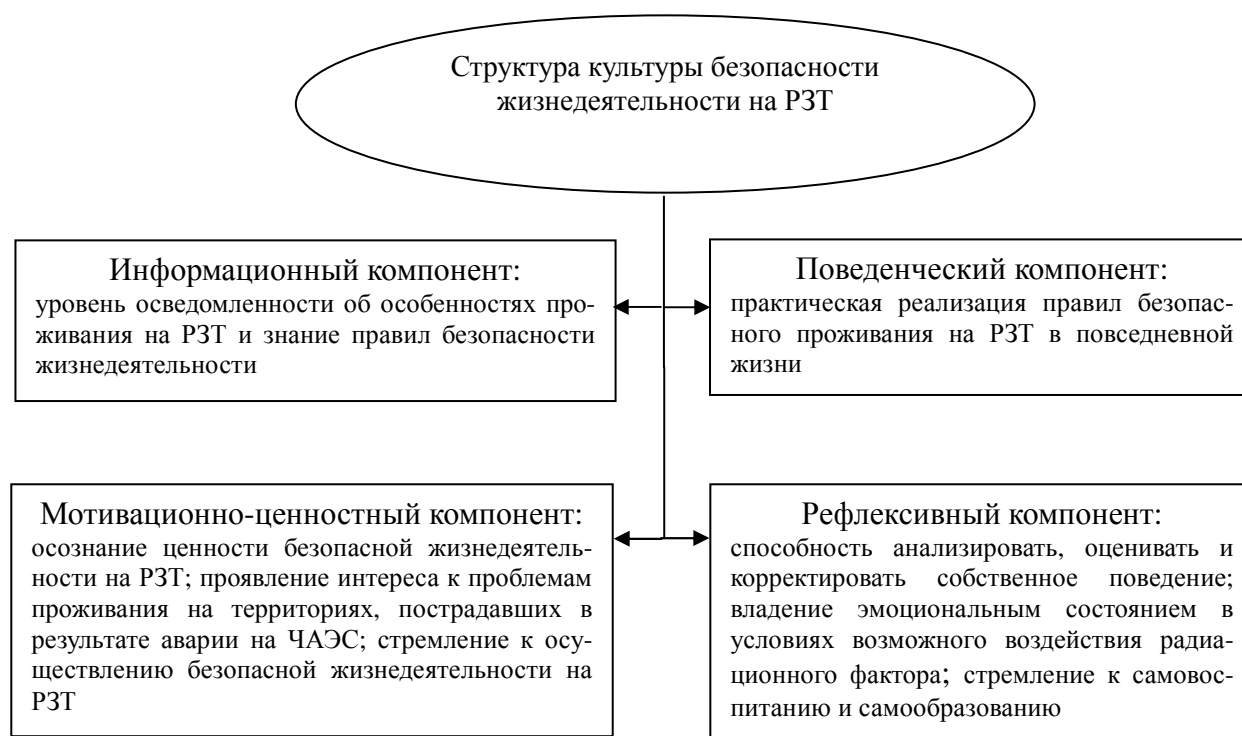 Структура культуры безопасности
жизнедеятельности на РЗТ
Информационный компонент:
уровень осведомленности об особенностях про-
живания на РЗТ и знание правил безопасности
жизнедеятельности
Поведенческий компонент:
практическая реализация правил безопас-
ного проживания на РЗТ в повседневной
жизни
Мотивационно-ценностный компонент:
осознание ценности безопасной жизнедеятель-
ности на РЗТ; проявление интереса к проблемам
проживания на территориях, пострадавших в
результате аварии на ЧАЭС; стремление к осу-
ществлению безопасной жизнедеятельности на
РЗТ
Рефлексивный компонент:
способность анализировать, оценивать и
корректировать собственное поведение;
владение эмоциональным состоянием в
условиях возможного воздействия радиа-
ционного фактора; стремление к самовос-
питанию и самообразованию